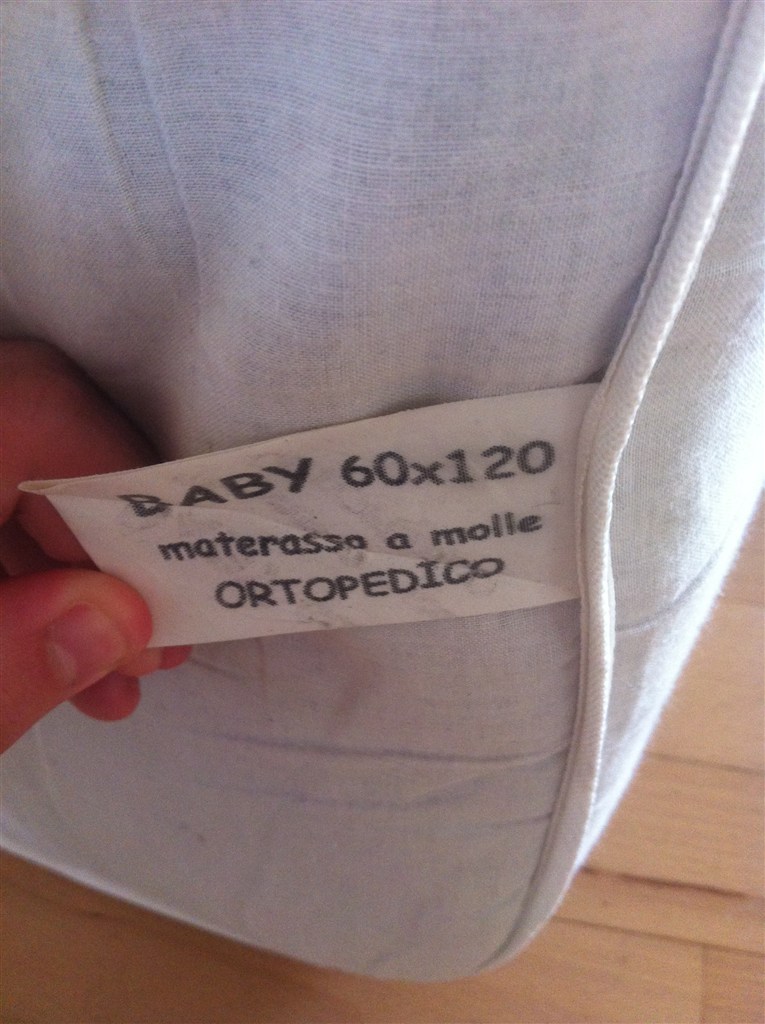 BABY 60x120
materasso a molle
ORTOPEDICO